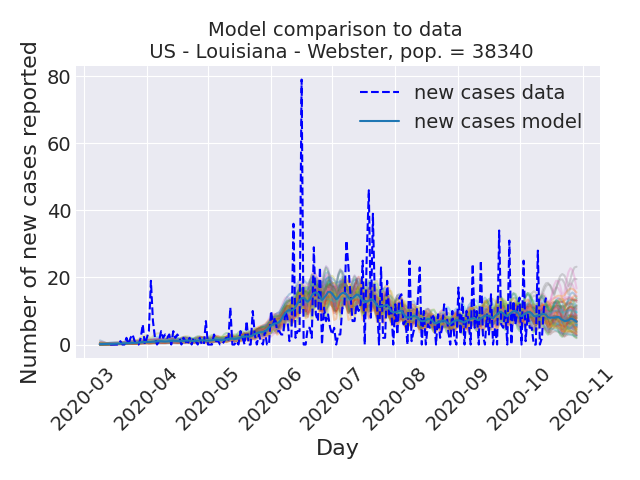 Model comparison to data
US - Louisiana - Webster, pop. = 38340
Number of new cases reported
80
60
40
20
0
new cases data
new cases model
2020-03
2020-04
2020-05
2020-06
2020-07
2020-08
2020-09
2020-10
2020-11
Day